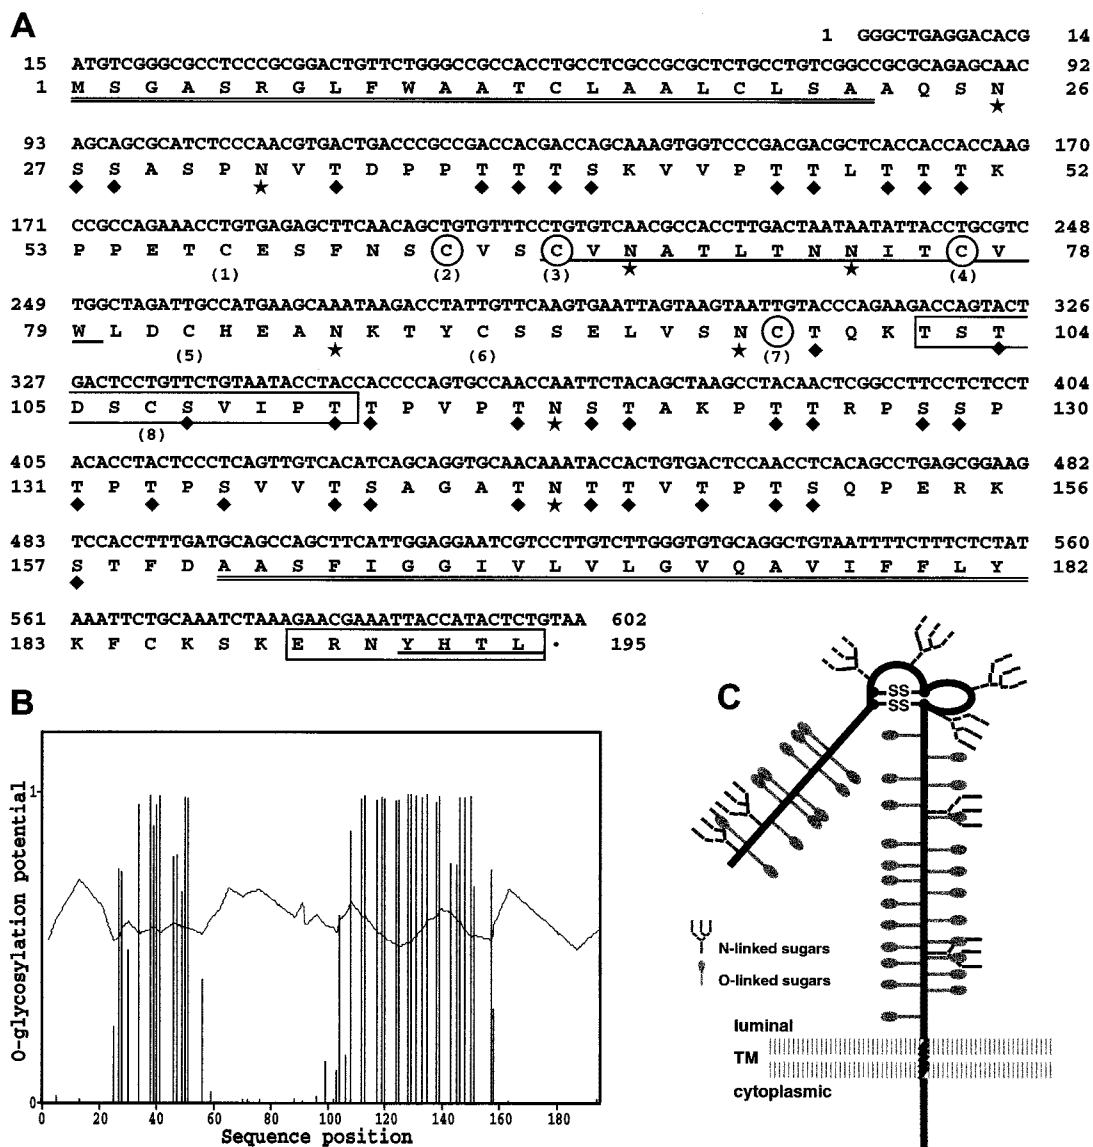 A
1 GGGCTGAGGACACG 14
15 ATGTCGGGCGCCTCCCGCGGACTGTTCTGGGCCGCCACCTGCCTCGCCGCGCTCTGCCTGTCGGCCGCGCAGAGCAAC 92
1 M S G A S R G L F W A A T C L A A L C L S A A Q S N 26
★
93 AGCAGCGCATCTCCCAACGTGACTGACCCGCCGACCACGACCAGCAAAGTGGTCCCGACGACGCTCACCACCACCAAG 170
27 S S A S P N V T D P P T T T S K V V P T T L T T T K 52
◆ ◆ ★ ◆ ◆ ◆ ◆ ◆ ◆ ◆ ◆ ◆ ◆
171 CCGCCAGAAACCTGTGAGAGCTTCAACAGCTGTGTTTCCTGTGTCAACGCCACCTTGACTAATAATATTACCTGCGTC 248
53 P P E T C E S F N S C V S C V N A T L T N N I T C V 78
(1) (2) (3) ★ ★ (4)
249 TGGCTAGATTGCCATGAAGCAAATAAGACCTATTGTTCAAGTGAATTAGTAAGTAATTGTACCCAGAAGACCAGTACT 326
79 W L D C H E A N K T Y C S S E L V S N C T Q K T S T 104
(5) ★ (6) ★ (7) ◆ ◆
327 GACTCCTGTTCTGTAATACCTACCACCCCAGTGCCAACCAATTCTACAGCTAAGCCTACAACTCGGCCTTCCTCTCCT 404
105 D S C S V I P T T P V P T N S T A K P T T R P S S P 130
(8) ◆ ◆ ◆ ◆ ★ ◆ ◆ ◆ ◆ ◆ ◆
405 ACACCTACTCCCTCAGTTGTCACATCAGCAGGTGCAACAAATACCACTGTGACTCCAACCTCACAGCCTGAGCGGAAG 482
131 T P T P S V V T S A G A T N T T V T P T S Q P E R K 156
◆ ◆ ◆ ◆ ◆ ◆ ★ ◆ ◆ ◆ ◆ ◆
483 TCCACCTTTGATGCAGCCAGCTTCATTGGAGGAATCGTCCTTGTCTTGGGTGTGCAGGCTGTAATTTTCTTTCTCTAT 560
157 S T F D A A S F I G G I V L V L G V Q A V I F F L Y 182
◆
561 AAATTCTGCAAATCTAAAGAACGAAATTACCATACTCTGTAA 602
183 K F C K S K E R N Y H T L · 195
B
O-glycosylation potential
1
0
0 20 40 60 80 100 120 140 160 180
Sequence position
C
SS
SS
N-linked sugars
O-linked sugars
luminal
TM
cytoplasmic